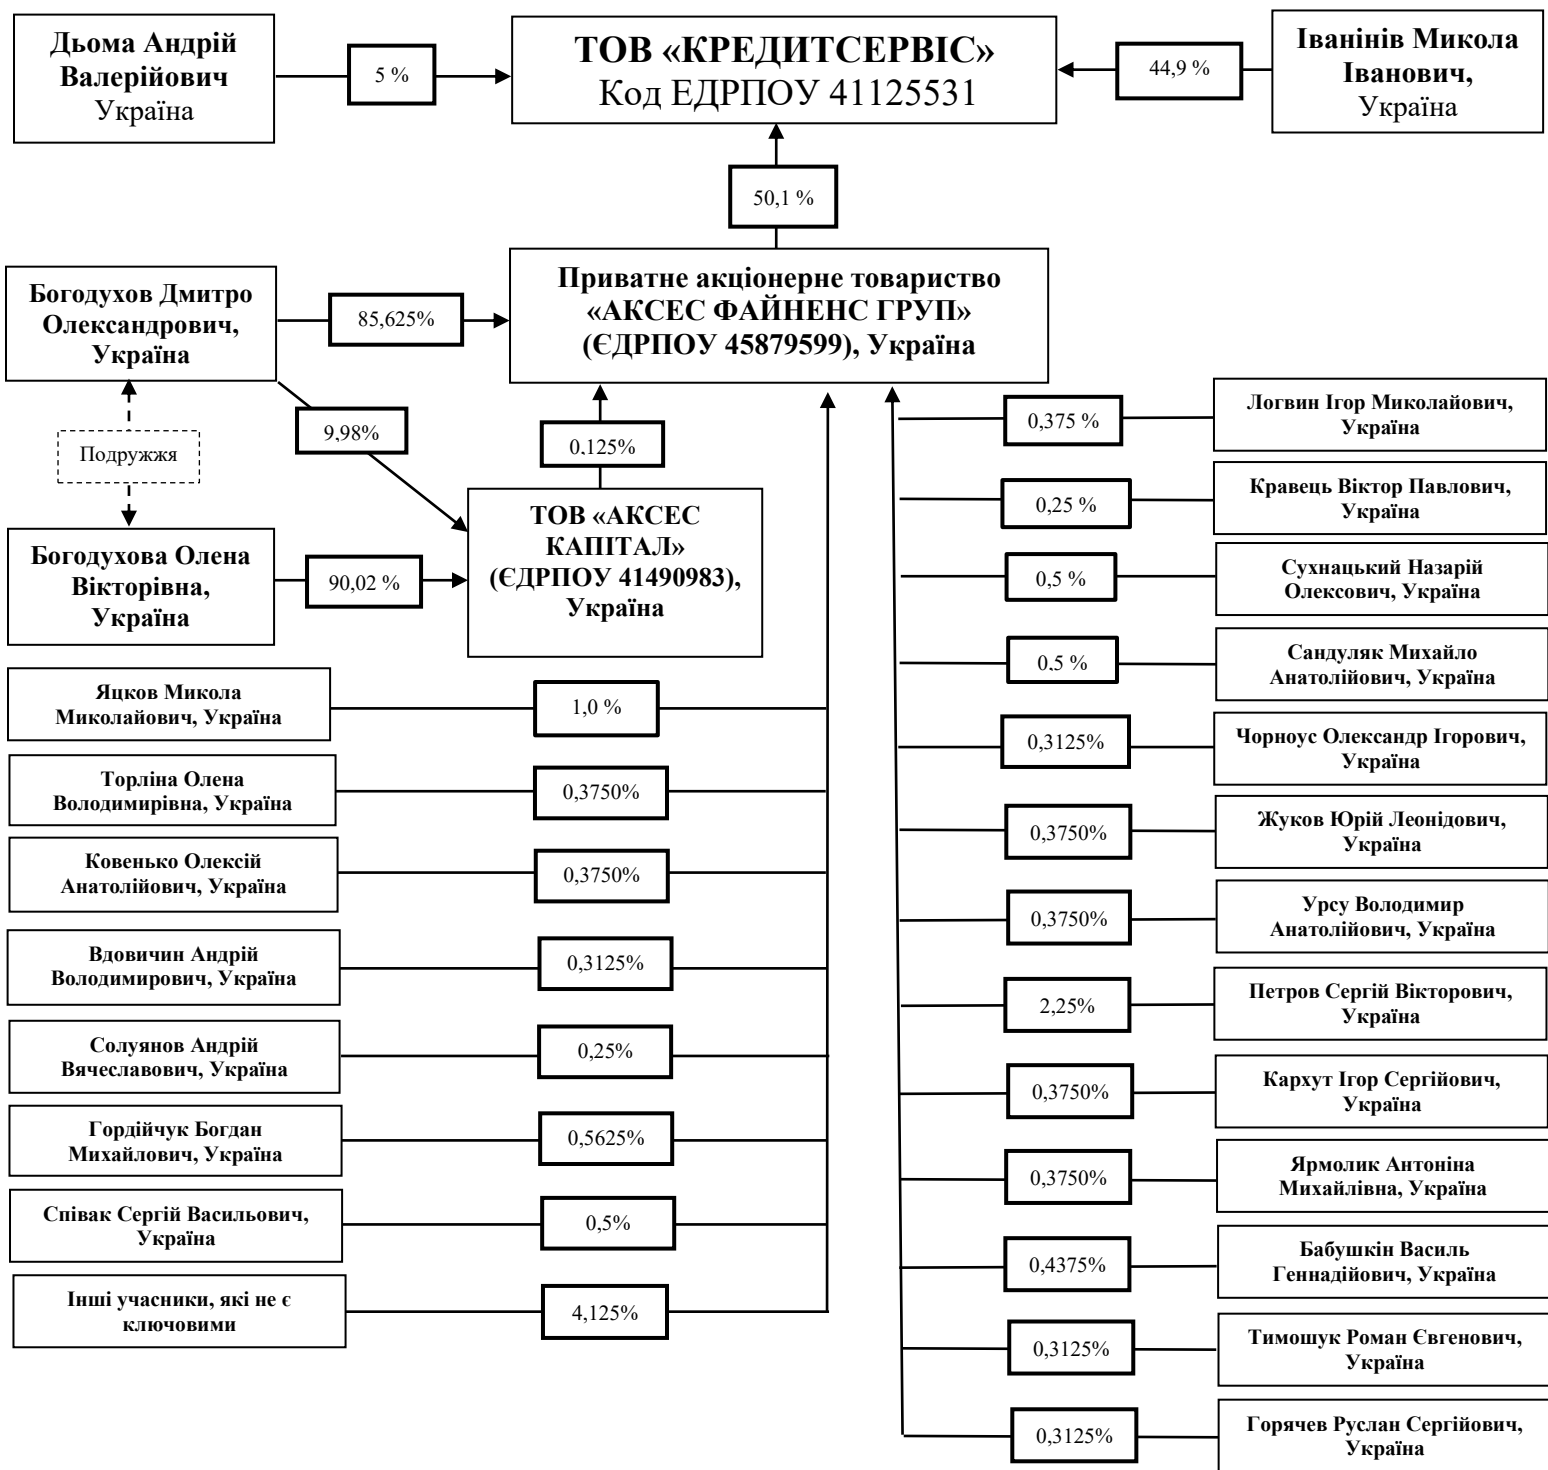 Дьома Андрій
Валерійович
Україна
5 %
ТОВ «КРЕДИТСЕРВІС»
Код ЕДРПОУ 41125531
44,9 %
Іванінів Микола
Іванович,
Україна
50,1 %
Богодухов Дмитро
Олександрович,
Україна
85,625%
Приватне акціонерне товариство
«АКСЕС ФАЙНЕНС ГРУП»
(ЄДРПОУ 45879599), Україна
9,98%
0,125%
Подружжя
Богодухова Олена
Вікторівна,
Україна
90,02 %
ТОВ «АКСЕС
КАПІТАЛ»
(ЄДРПОУ 41490983),
Україна
Яцков Микола
Миколайович, Україна
1,0 %
Торліна Олена
Володимирівна, Україна
0,3750%
Ковенько Олексій
Анатолійович, Україна
0,3750%
Вдовичин Андрій
Володимирович, Україна
0,3125%
Солуянов Андрій
Вячеславович, Україна
0,25%
Гордійчук Богдан
Михайлович, Україна
0,5625%
Співак Сергій Васильович,
Україна
0,5%
Інші учасники, які не є
ключовими
4,125%
0,375 %
Логвин Ігор Миколайович,
Україна
0,25 %
Кравець Віктор Павлович,
Україна
0,5 %
Сухнацький Назарій
Олексович, Україна
0,5 %
Сандуляк Михайло
Анатолійович, Україна
0,3125%
Чорноус Олександр Ігорович,
Україна
0,3750%
Жуков Юрій Леонідович,
Україна
0,3750%
Урсу Володимир
Анатолійович, Україна
2,25%
Петров Сергій Вікторович,
Україна
0,3750%
Кархут Ігор Сергійович,
Україна
0,3750%
Ярмолик Антоніна
Михайлівна, Україна
0,4375%
Бабушкін Василь
Геннадійович, Україна
0,3125%
Тимошук Роман Євгенович,
Україна
0,3125%
Горячев Руслан Сергійович,
Україна